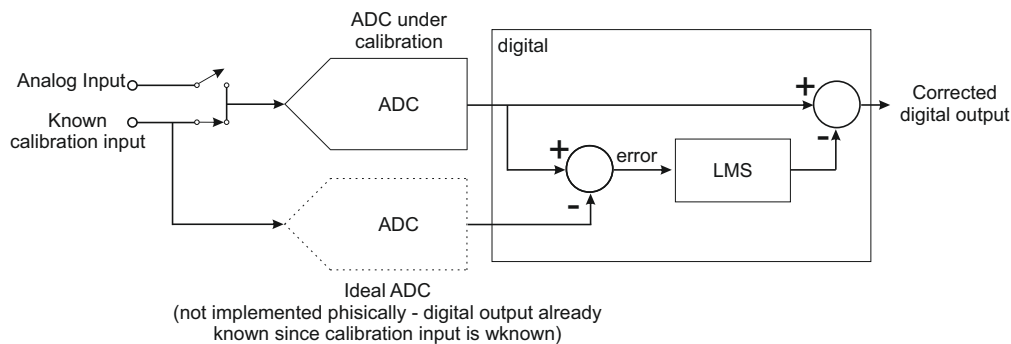 ADC under
calibration
digital
Analog Input
ADC
+
Corrected
digital output
-
Known
calibration input
+
error
LMS
-
ADC
Ideal ADC
(not implemented phisically - digital output already
known since calibration input is wknown)